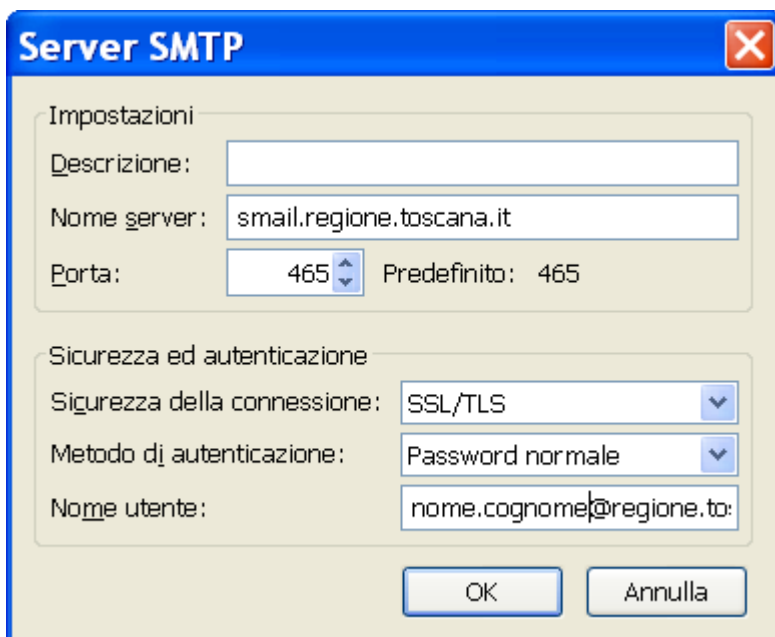 Server SMTP
Impostazioni
Descrizione:
Nome server: smail.regione.toscana.it
Porta: 465 Predefinito: 465
Sicurezza ed autenticazione
Sicurezza della connessione: SSL/TLS
Metodo di autenticazione: Password normale
Nome utente: nome.cognome@regione.to
OK Annulla